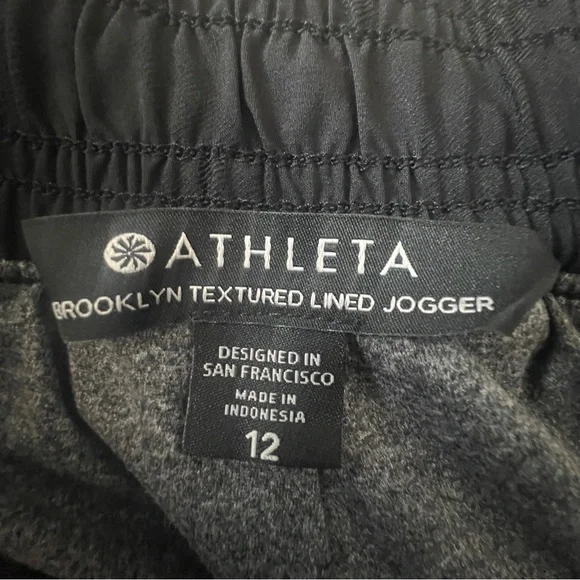 ATHLETA
BROOKLYN TEXTURED LINED JOGGER
DESIGNED IN
SAN FRANCISCO
MADE IN
INDONESIA
12